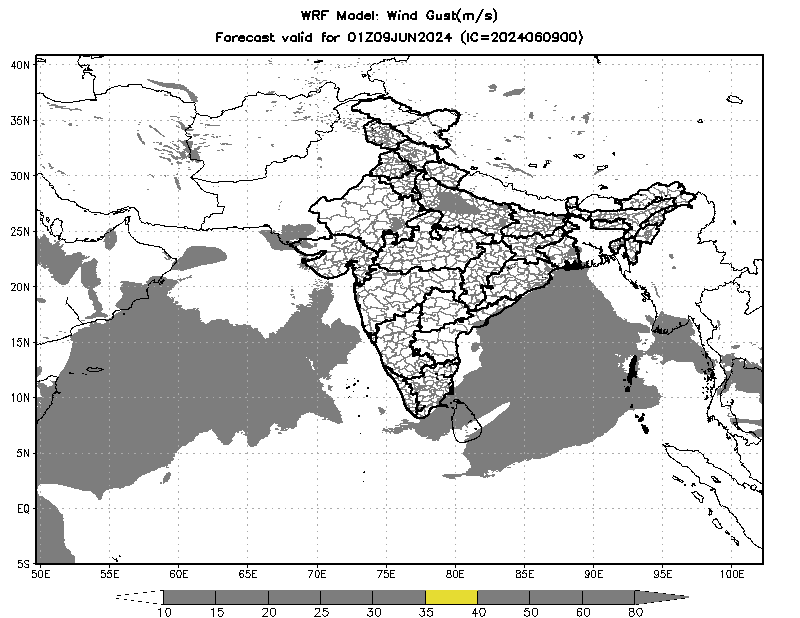 WRF Model: Wind Gust(m/s)
Forecast valid for 01Z09JUN2024 (IC=2024060900)
40N
35N
30N
25N
20N
15N
10N
5N
EQ
5S
50E 55E 60E 65E 70E 75E 80E 85E 90E 95E 100E
10 15 20 25 30 35 40 50 60 80